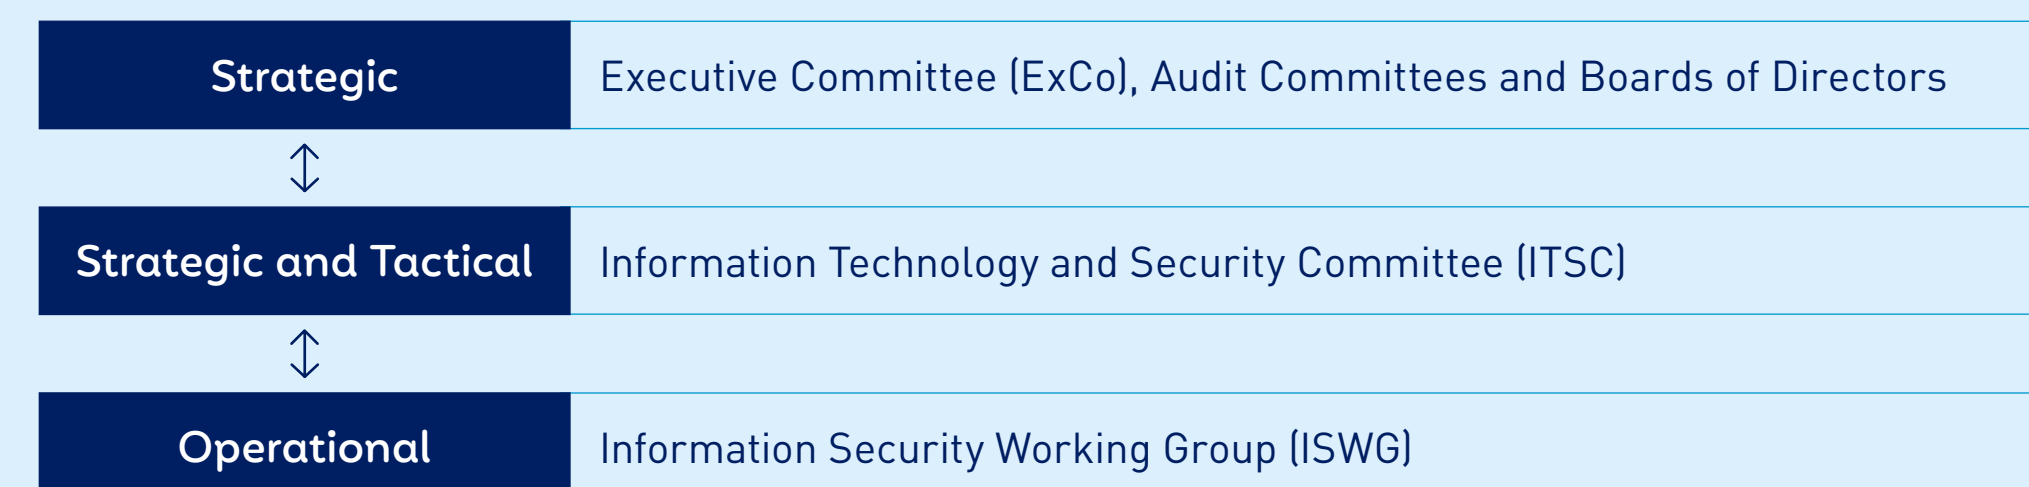 Strategic
Executive Committee (ExCo), Audit Committees and Boards of Directors
Strategic and Tactical
Information Technology and Security Committee (ITSC)
Operational
Information Security Working Group (ISWG)